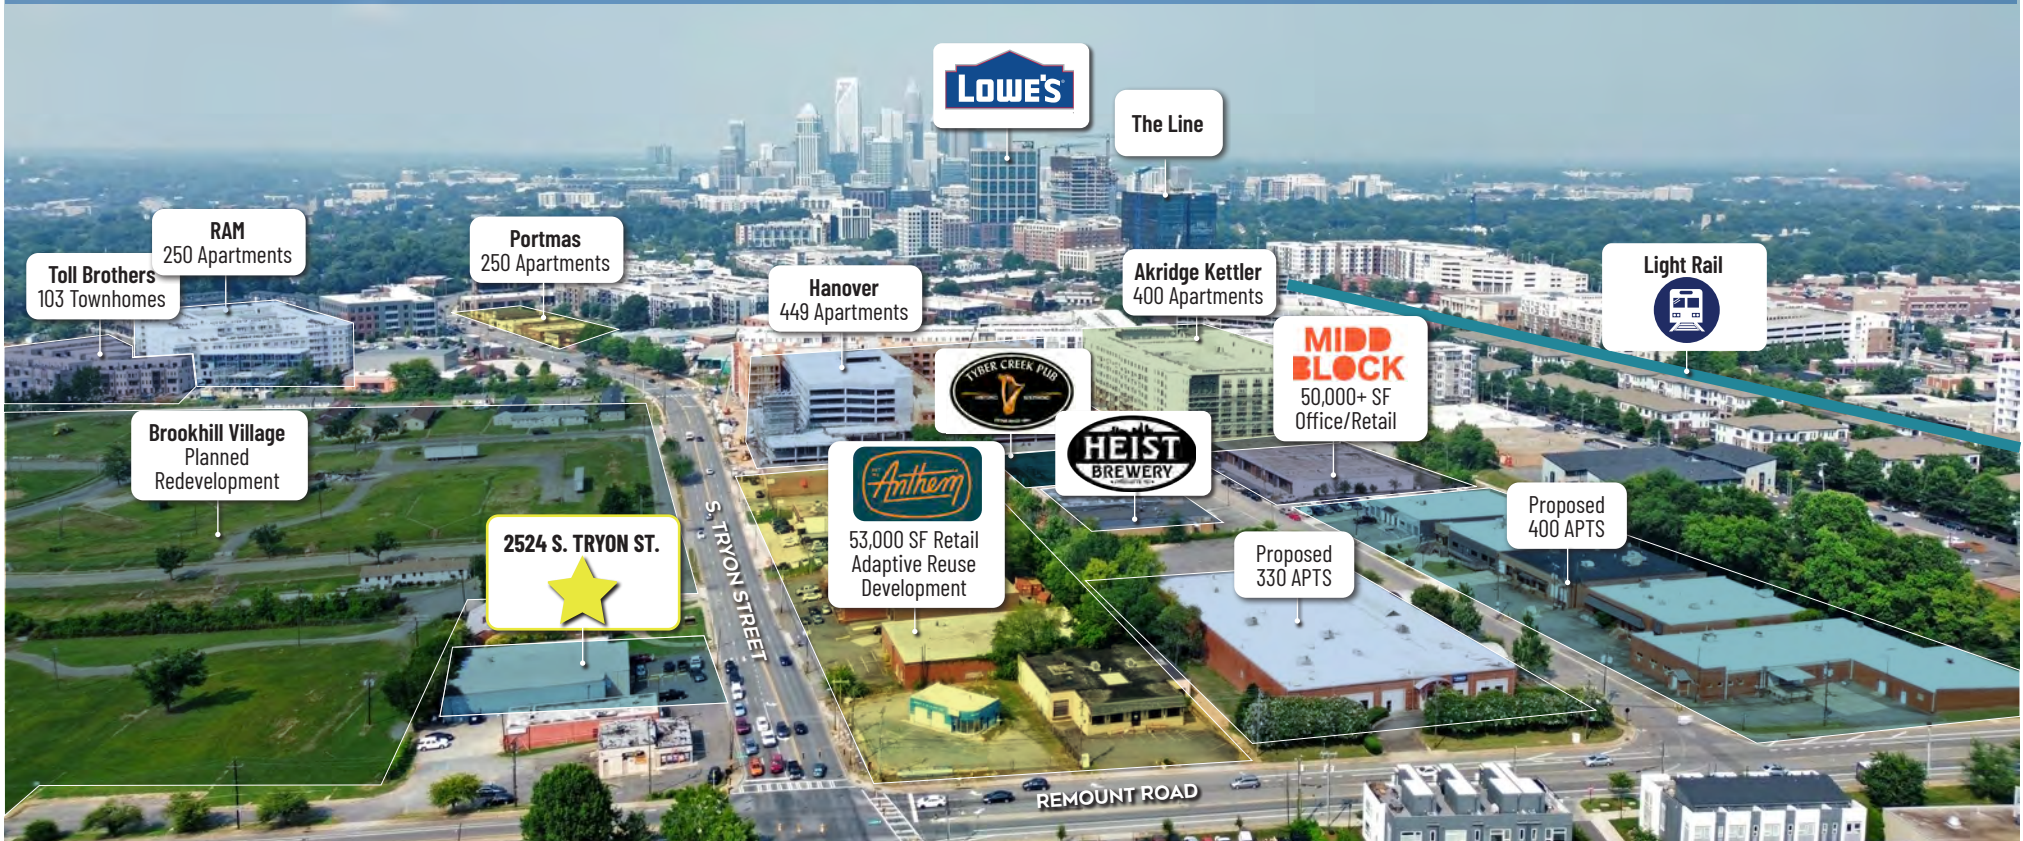 LOWE'S
The Line
RAM
250 Apartments
Portmas
250 Apartments
Toll Brothers
103 Townhomes
Hanover
449 Apartments
Akridge Kettler
400 Apartments
Light Rail
MIDD
BLOCK
50,000+ SF
Office/Retail
TYBER CREEK PUB
HEIST
BREWERY
Brookhill Village
Planned
Redevelopment
Anthem
53,000 SF Retail
Adaptive Reuse
Development
2524 S. TRYON ST.
S. TRYON STREET
Proposed
400 APTS
Proposed
330 APTS
REMOUNT ROAD